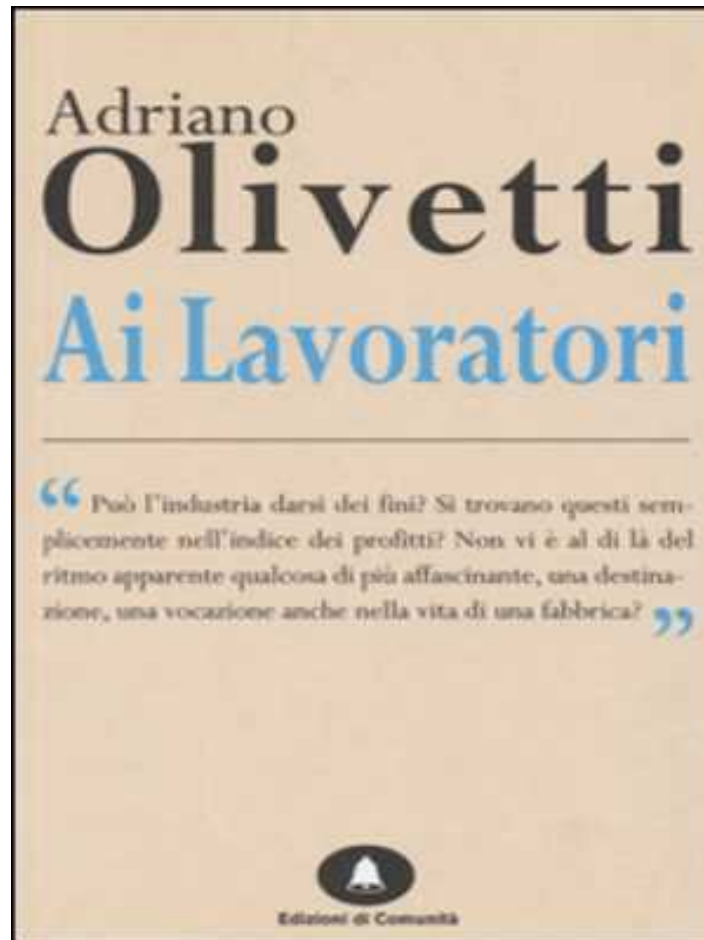 Adriano
Olivetti
Ai Lavoratori
“ Può l'industria darsi dei fini? Si trovano questi sem-
plicemente nell'indice dei profitti? Non vi è al di là del
ritmo apparente qualcosa di più affascinante, una destina-
zione, una vocazione anche nella vita di una fabbrica? ”
Edizioni di Comunità